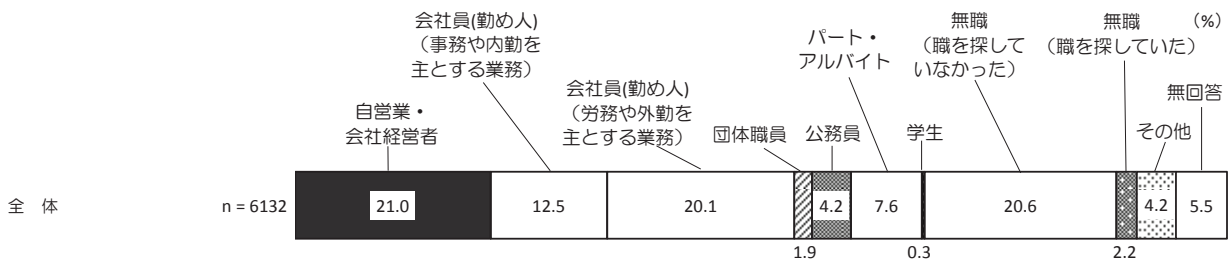 会社員(勤め人)
（事務や内勤を
主とする業務）
無職
（職を探して
いなかった）
無職
（職を探していた）
（%）
パート・
アルバイト
会社員(勤め人)
（労務や外勤を
主とする業務）
無回答
自営業・
会社経営者
団体職員
公務員
学生
その他
全　体
n = 6132
21.0
12.5
20.1
4.2
7.6
20.6
4.2
5.5
1.9
0.3
2.2